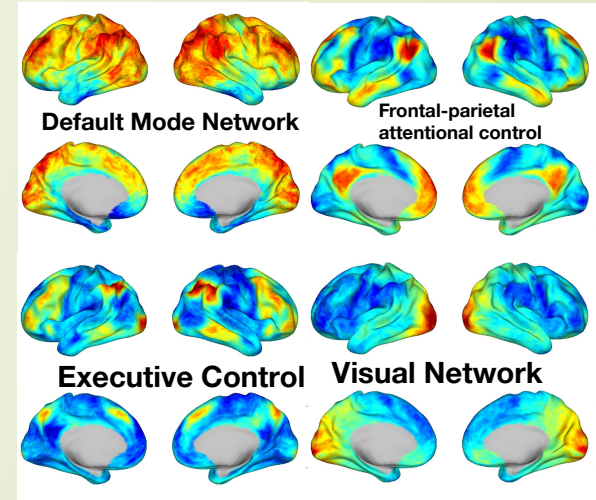 Default Mode Network
Frontal-parietal
attentional control
Executive Control
Visual Network